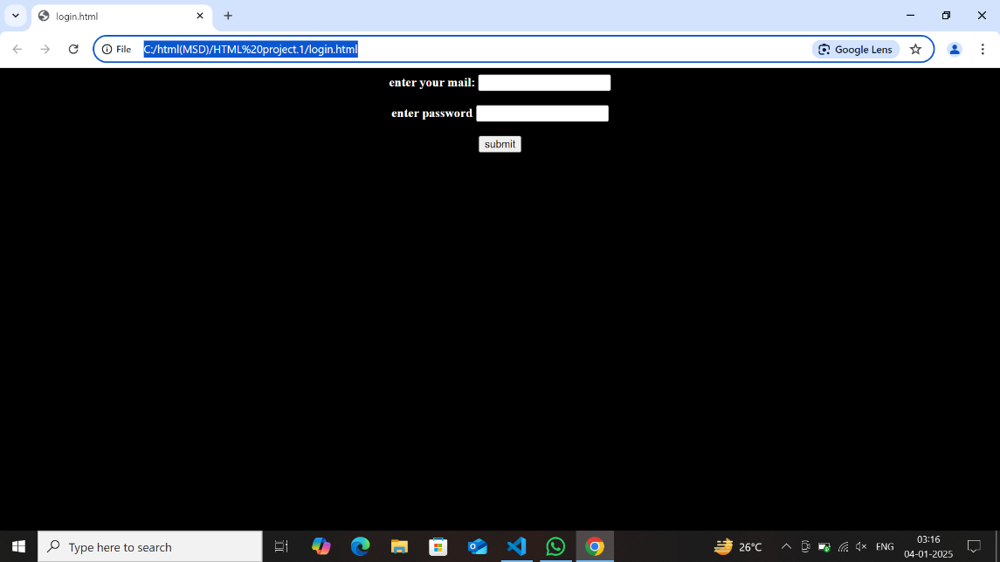 login.html
File
C:/html(MSD)/HTML%20project.1/login.html
Google Lens
enter your mail:
enter password
submit
Type here to search
26°C
ENG
03:16
04-01-2025